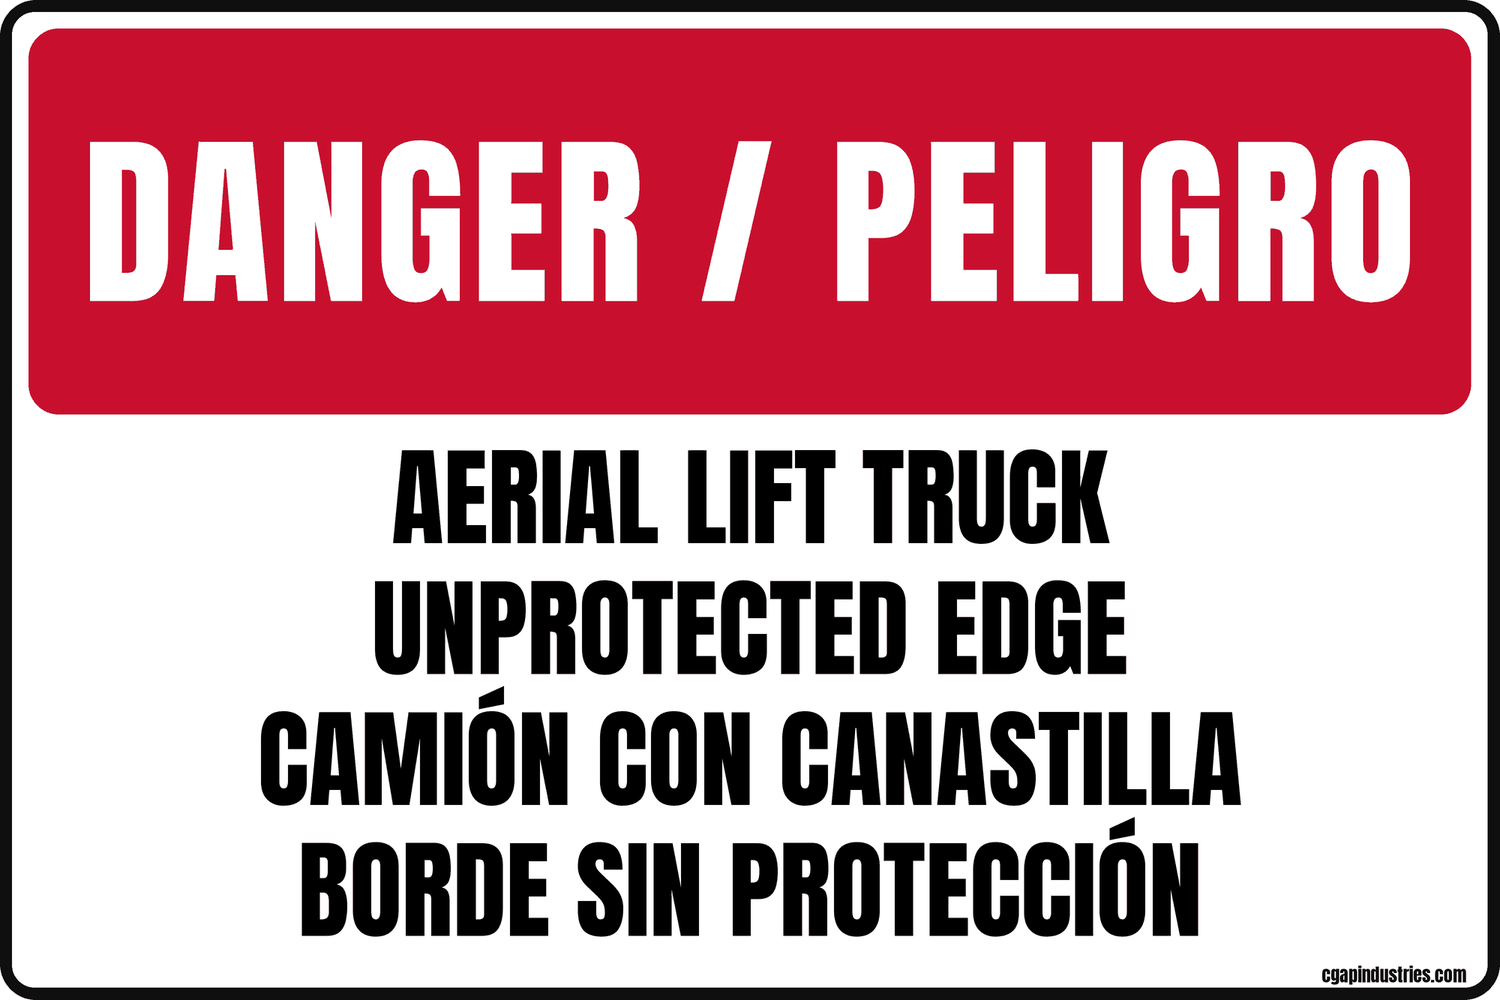 DANGER / PELIGRO
AERIAL LIFT TRUCK
UNPROTECTED EDGE
CAMIÓN CON CANASTILLA
BORDE SIN PROTECCIÓN
cgapindustries.com